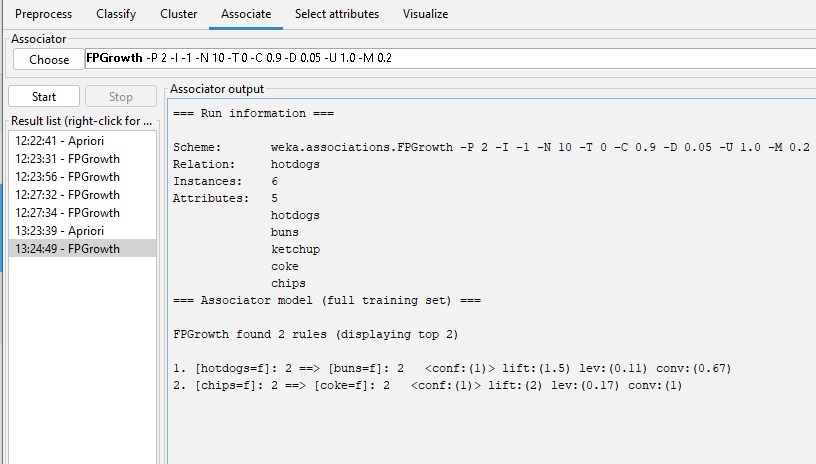 Preprocess Classify Cluster Associate Select attributes Visualize
Associator
Choose FPGrowth -P 2 -I -1 -N 10 -T 0 -C 0.9 -D 0.05 -U 1.0 -M 0.2
Start Stop
Result list (right-click for ...
12:22:41 - Apriori
12:23:31 - FPGrowth
12:23:56 - FPGrowth
12:27:32 - FPGrowth
12:27:34 - FPGrowth
13:23:39 - Apriori
13:24:49 - FPGrowth
Associator output
=== Run information ===
Scheme: weka.associations.FPGrowth -P 2 -I -1 -N 10 -T 0 -C 0.9 -D 0.05 -U 1.0 -M 0.2
Relation: hotdogs
Instances: 6
Attributes: 5
hotdogs
buns
ketchup
coke
chips
=== Associator model (full training set) ===
FPGrowth found 2 rules (displaying top 2)
1. [hotdogs=f]: 2 ==> [buns=f]: 2 <conf:(1)> lift:(1.5) lev:(0.11) conv:(0.67)
2. [chips=f]: 2 ==> [coke=f]: 2 <conf:(1)> lift:(2) lev:(0.17) conv:(1)